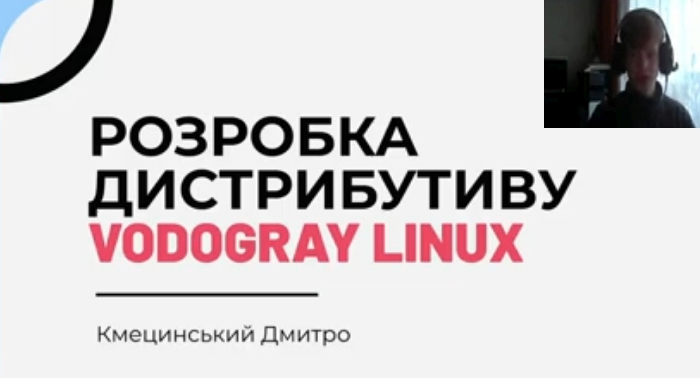 РОЗРОБКА
ДИСТРИБУТИВУ
VODOGRAY LINUX
Кмецинський Дмитро